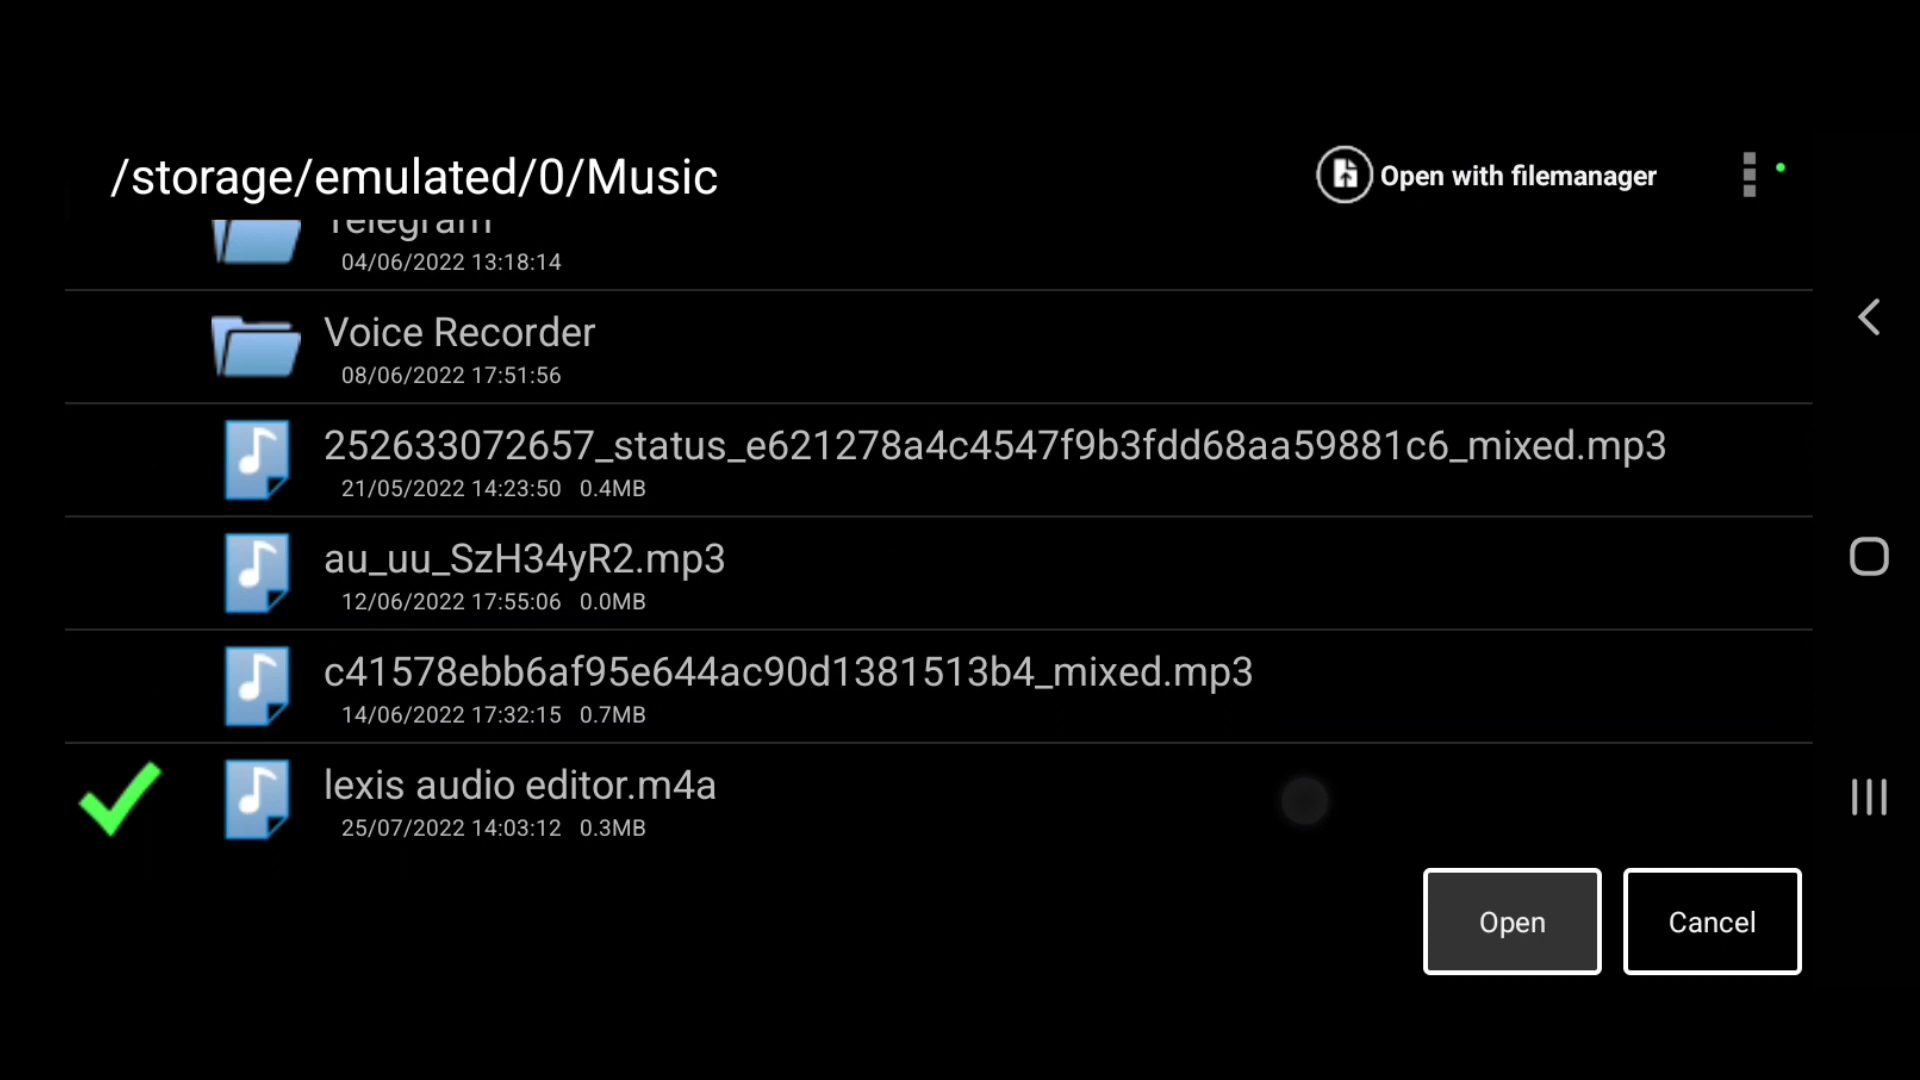 /storage/emulated/0/Music
Open with filemanager
Telegram
04/06/2022 13:18:14
Voice Recorder
08/06/2022 17:51:56
252633072657_status_e621278a4c4547f9b3fdd68aa59881c6_mixed.mp3
21/05/2022 14:23:50 0.4MB
au_uu_SzH34yR2.mp3
12/06/2022 17:55:06 0.0MB
c41578ebb6af95e644ac90d1381513b4_mixed.mp3
14/06/2022 17:32:15 0.7MB
lexis audio editor.m4a
25/07/2022 14:03:12 0.3MB
Open
Cancel